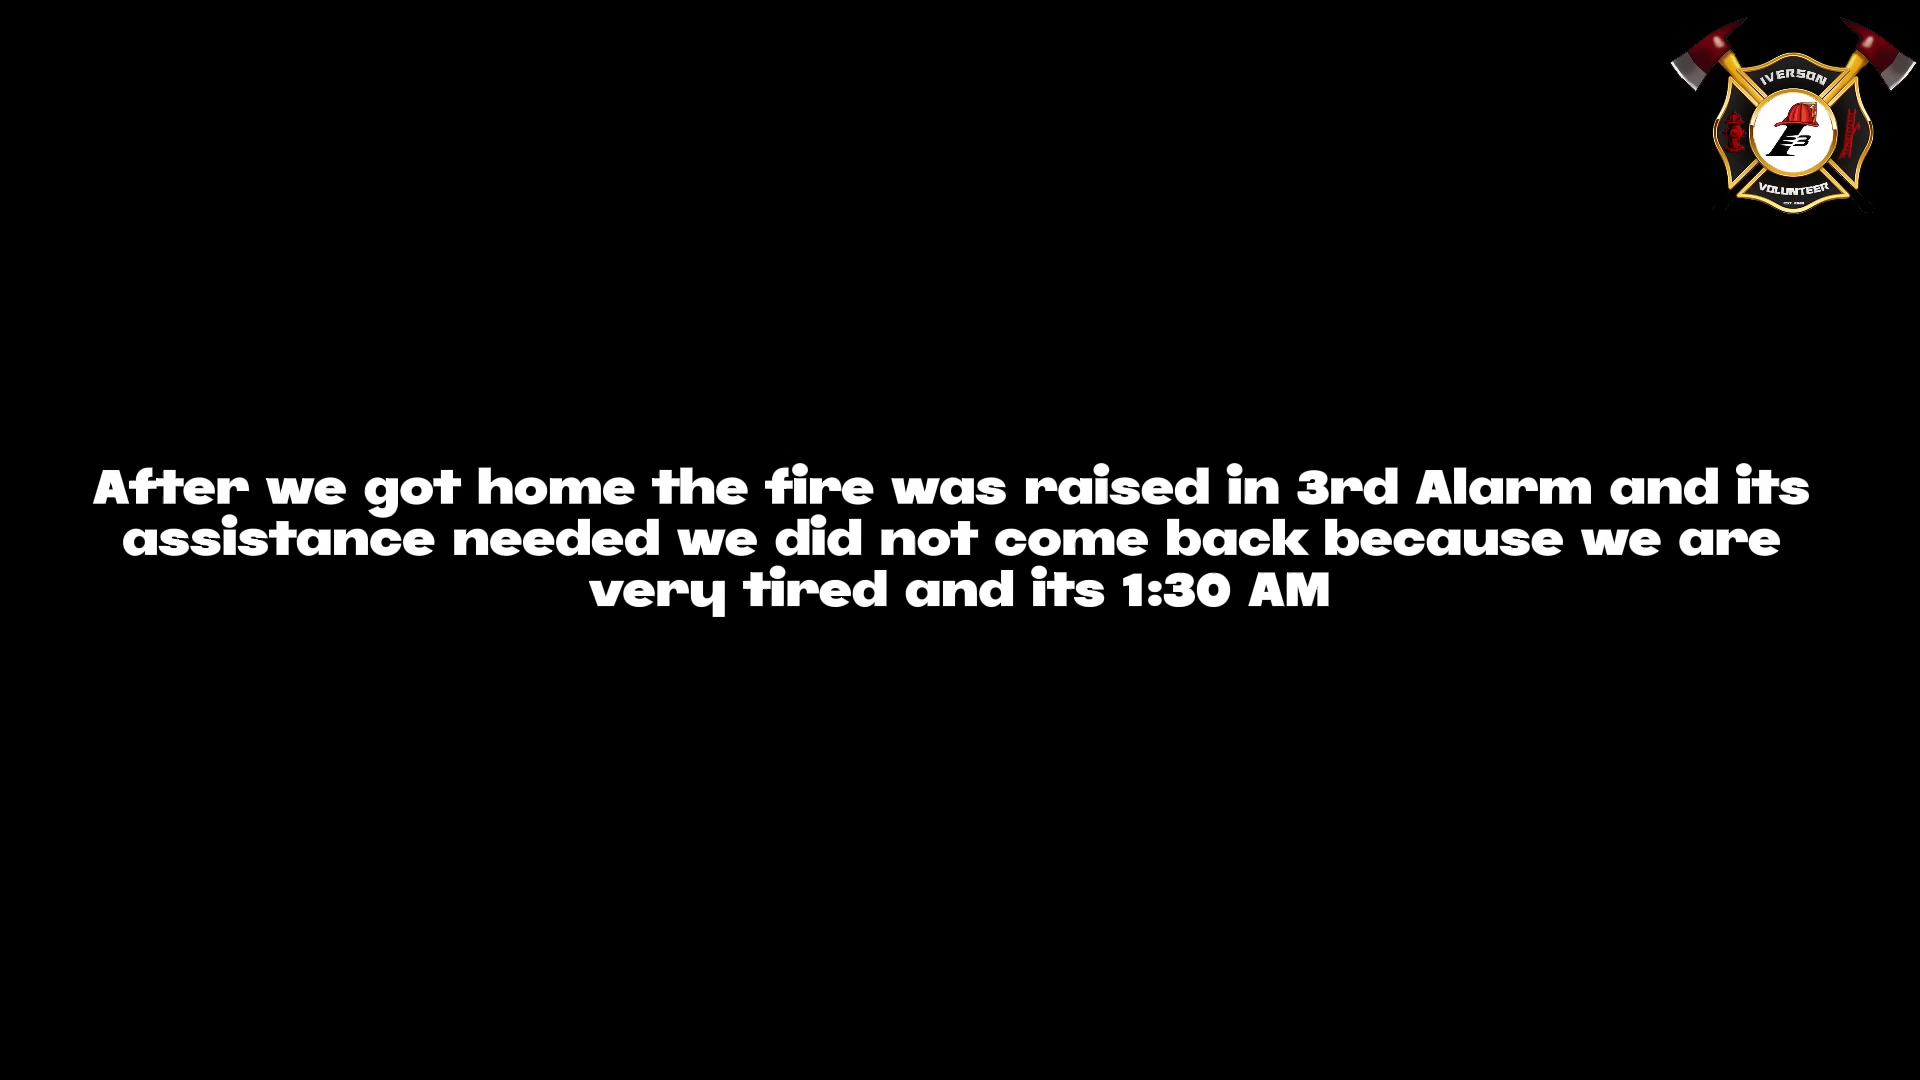 IVERSON
VOLUNTEER
After we got home the fire was raised in 3rd Alarm and its
assistance needed we did not come back because we are
very tired and its 1:30 AM